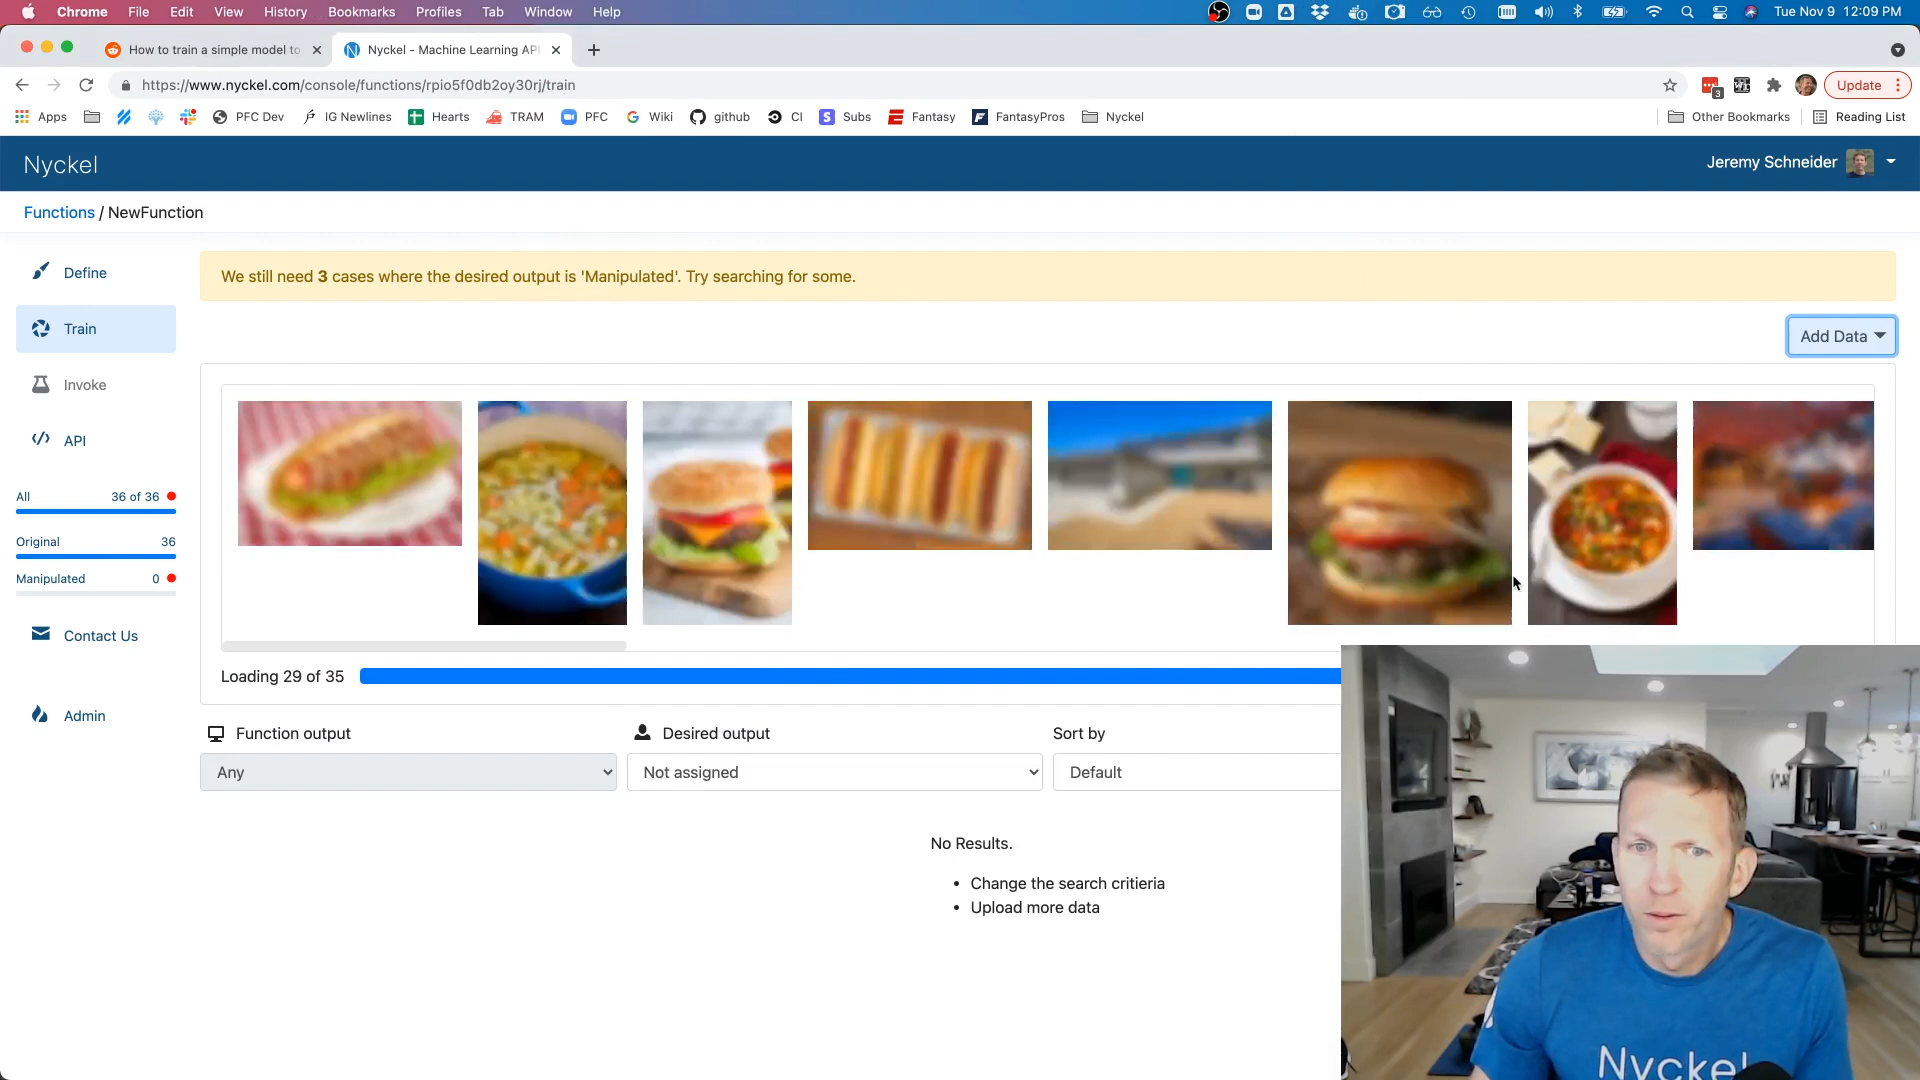 Chrome File Edit View History Bookmarks Profiles Tab Window Help Tue Nov 9 12:09 PM
How to train a simple model to
Nyckel - Machine Learning API
https://www.nyckel.com/console/functions/rpio5f0db2oy30rj/train
3
Update
Apps PFC Dev IG Newlines Hearts TRAM PFC Wiki github CI Subs Fantasy FantasyPros Nyckel Other Bookmarks Reading List
Nyckel
Jeremy Schneider
Functions / NewFunction
Define
We still need 3 cases where the desired output is 'Manipulated'. Try searching for some.
Train
Add Data
Invoke
API
All 36 of 36
Original 36
Manipulated 0
Contact Us
Loading 29 of 35
Admin
Function output
Desired output
Sort by
Any
Not assigned
Default
No Results.
• Change the search critieria
• Upload more data
Nyckel